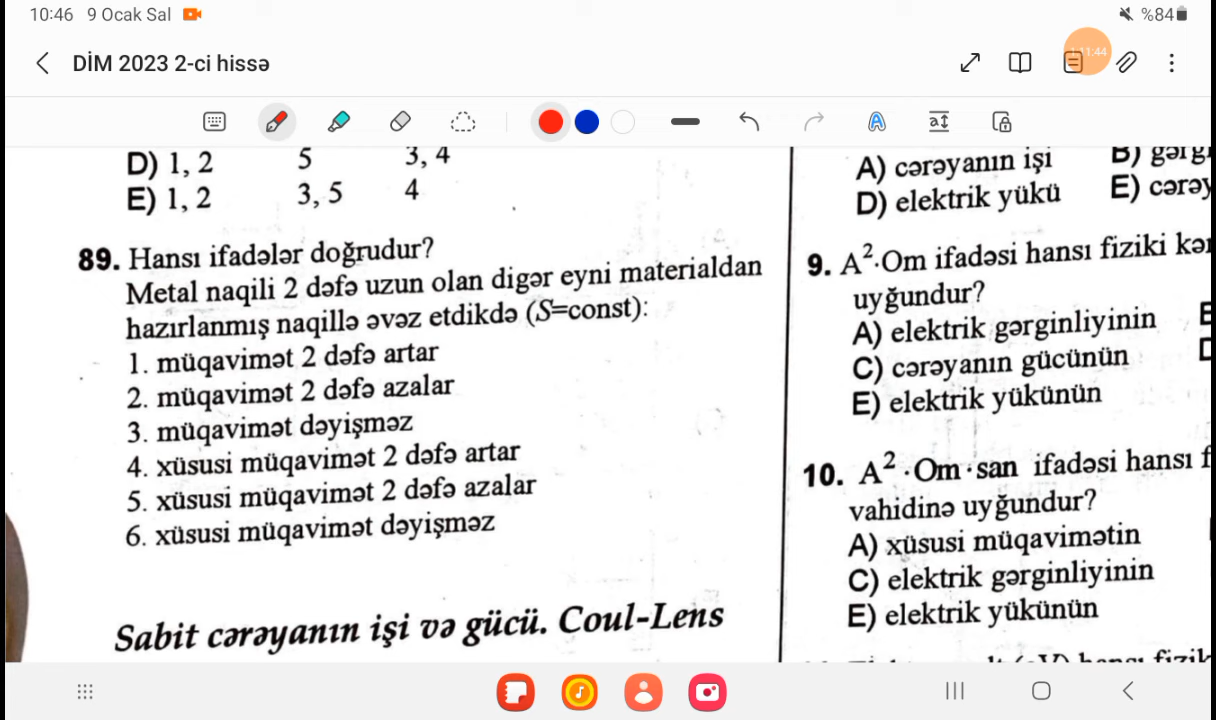 10:46 9 Ocak Sal
%84
DİM 2023 2-ci hissə
1:11:44
D) 1, 2 5 3, 4
E) 1, 2 3, 5 4
89. Hansı ifadələr doğrudur?
Metal naqili 2 dəfə uzun olan digər eyni materialdan
hazırlanmış naqillə əvəz etdikdə (S=const):
1. müqavimət 2 dəfə artar
2. müqavimət 2 dəfə azalar
3. müqavimət dəyişməz
4. xüsusi müqavimət 2 dəfə artar
5. xüsusi müqavimət 2 dəfə azalar
6. xüsusi müqavimət dəyişməz
Sabit cərəyanın işi və gücü. Coul-Lens
A) cərəyanın işi B)
D) elektrik yükü E)
9. A²·Om ifadəsi hansı fiziki
uyğundur?
A) elektrik gərginliyinin
C) cərəyanın gücünün
E) elektrik yükünün
10. A²·Om·san ifadəsi hansı
vahidinə uyğundur?
A) xüsusi müqavimətin
C) elektrik gərginliyinin
E) elektrik yükünün